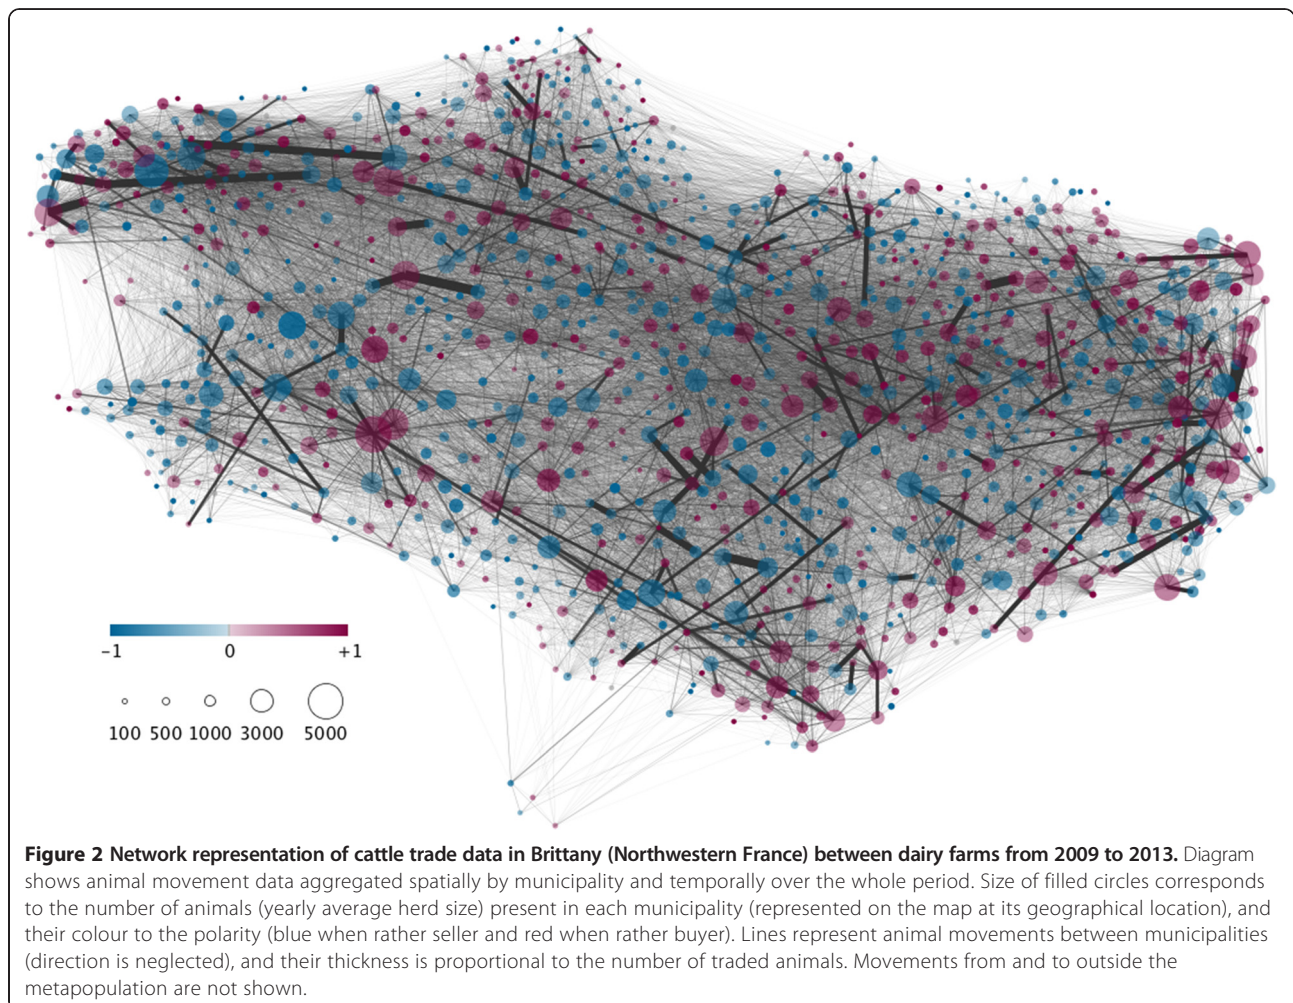 −1 0 +1
100 500 1000 3000 5000
Figure 2 Network representation of cattle trade data in Brittany (Northwestern France) between dairy farms from 2009 to 2013. Diagram
shows animal movement data aggregated spatially by municipality and temporally over the whole period. Size of filled circles corresponds
to the number of animals (yearly average herd size) present in each municipality (represented on the map at its geographical location), and
their colour to the polarity (blue when rather seller and red when rather buyer). Lines represent animal movements between municipalities
(direction is neglected), and their thickness is proportional to the number of traded animals. Movements from and to outside the
metapopulation are not shown.